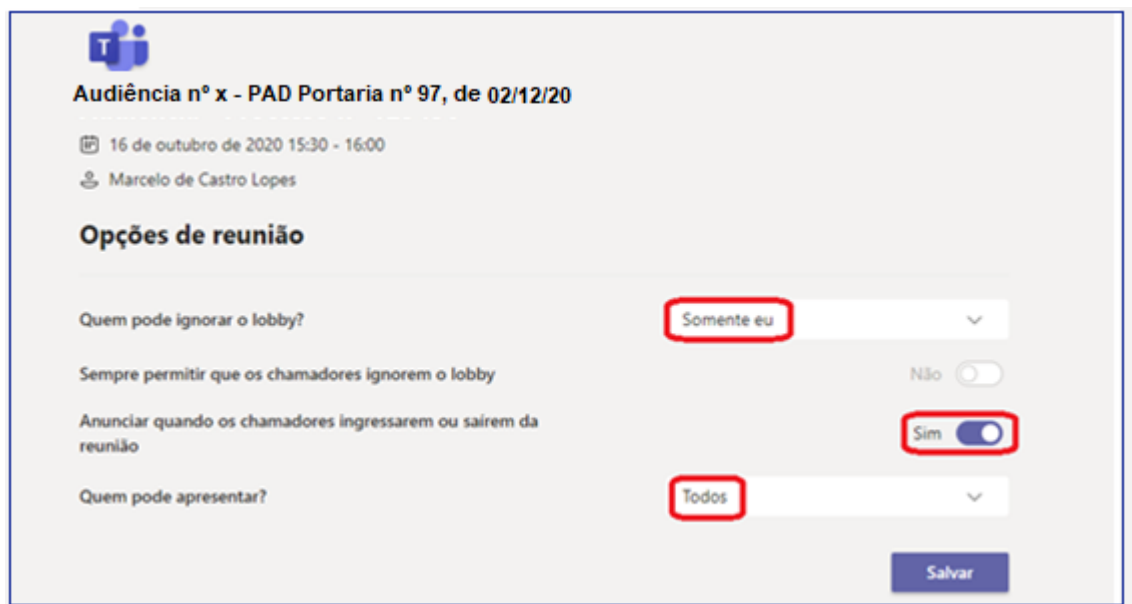 T
Audiência nº x - PAD Portaria nº 97, de 02/12/20
16 de outubro de 2020 15:30 - 16:00
Marcelo de Castro Lopes
Opções de reunião
Quem pode ignorar o lobby? Somente eu
Sempre permitir que os chamadores ignorem o lobby Não
Anunciar quando os chamadores ingressarem ou saírem da
reunião Sim
Quem pode apresentar? Todos
Salvar